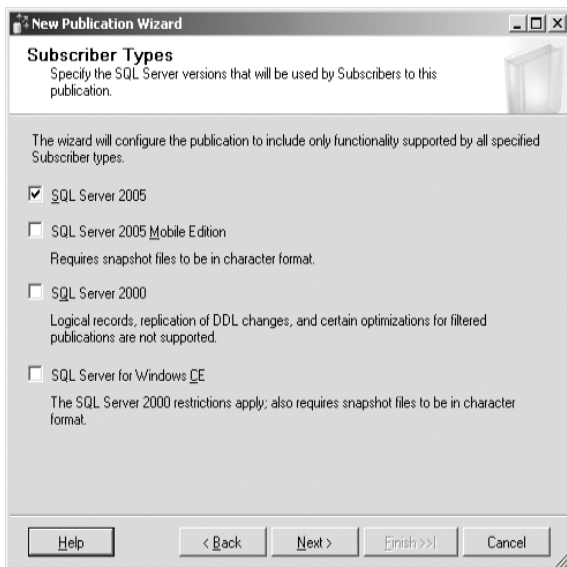 New Publication Wizard
Subscriber Types
Specify the SQL Server versions that will be used by Subscribers to this
publication.
The wizard will configure the publication to include only functionality supported by all specified
Subscriber types.
SQL Server 2005
SQL Server 2005 Mobile Edition
Requires snapshot files to be in character format.
SQL Server 2000
Logical records, replication of DDL changes, and certain optimizations for filtered
publications are not supported.
SQL Server for Windows CE
The SQL Server 2000 restrictions apply; also requires snapshot files to be in character
format.
Help
< Back
Next >
Finish >>|
Cancel